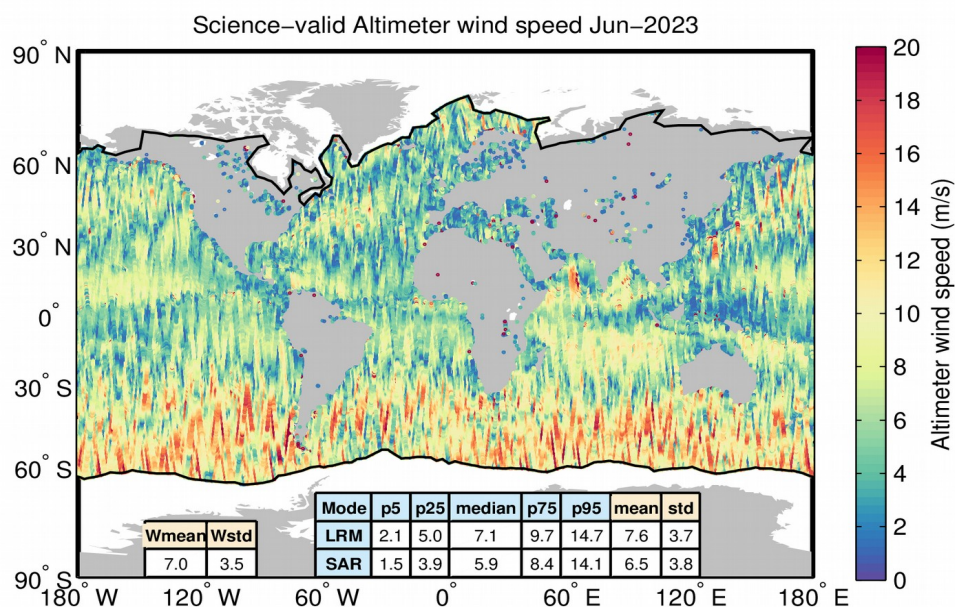 Science−valid Altimeter wind speed Jun−2023
90° N
60° N
30° N
0°
30° S
60° S
90° S
180° W
120° W
60° W
0°
60° E
120° E
180° E
Wmean Wstd
7.0 3.5
Mode p5 p25 median p75 p95 mean std
LRM 2.1 5.0 7.1 9.7 14.7 7.6 3.7
SAR 1.5 3.9 5.9 8.4 14.1 6.5 3.8
20
18
16
14
12
10
8
6
4
2
0
Altimeter wind speed (m/s)